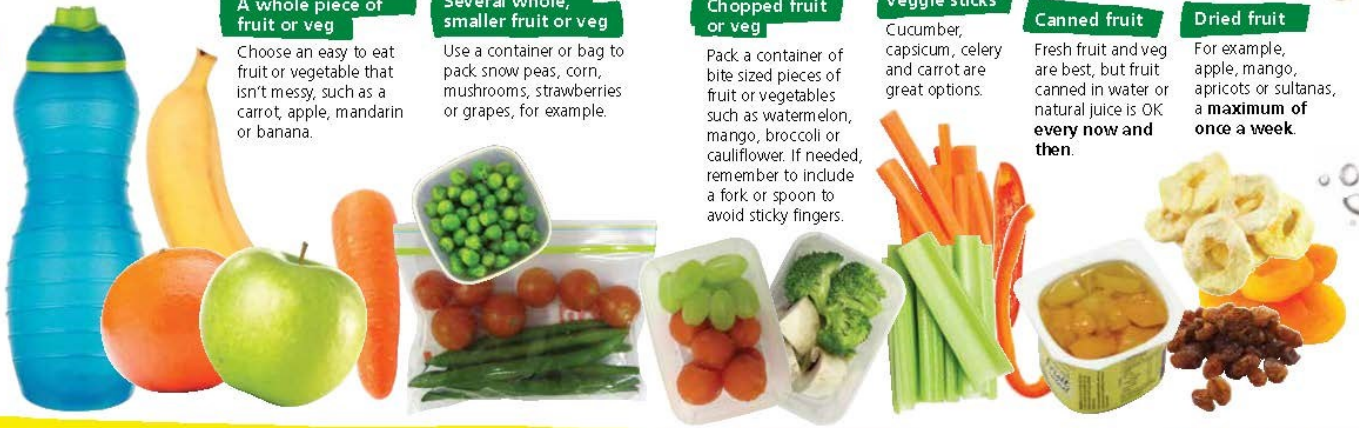 A whole piece of
fruit or veg
Choose an easy to eat
fruit or vegetable that
isn't messy, such as a
carrot, apple, mandarin
or banana.
Several whole,
smaller fruit or veg
Use a container or bag to
pack snow peas, corn,
mushrooms, strawberries
or grapes, for example.
Chopped fruit
or veg
Pack a container of
bite sized pieces of
fruit or vegetables
such as watermelon,
mango, broccoli or
cauliflower. If needed,
remember to include
a fork or spoon to
avoid sticky fingers.
Veggie sticks
Cucumber,
capsicum, celery
and carrot are
great options.
Canned fruit
Fresh fruit and veg
are best, but fruit
canned in water or
natural juice is OK
every now and
then.
Dried fruit
For example,
apple, mango,
apricots or sultanas,
a maximum of
once a week.